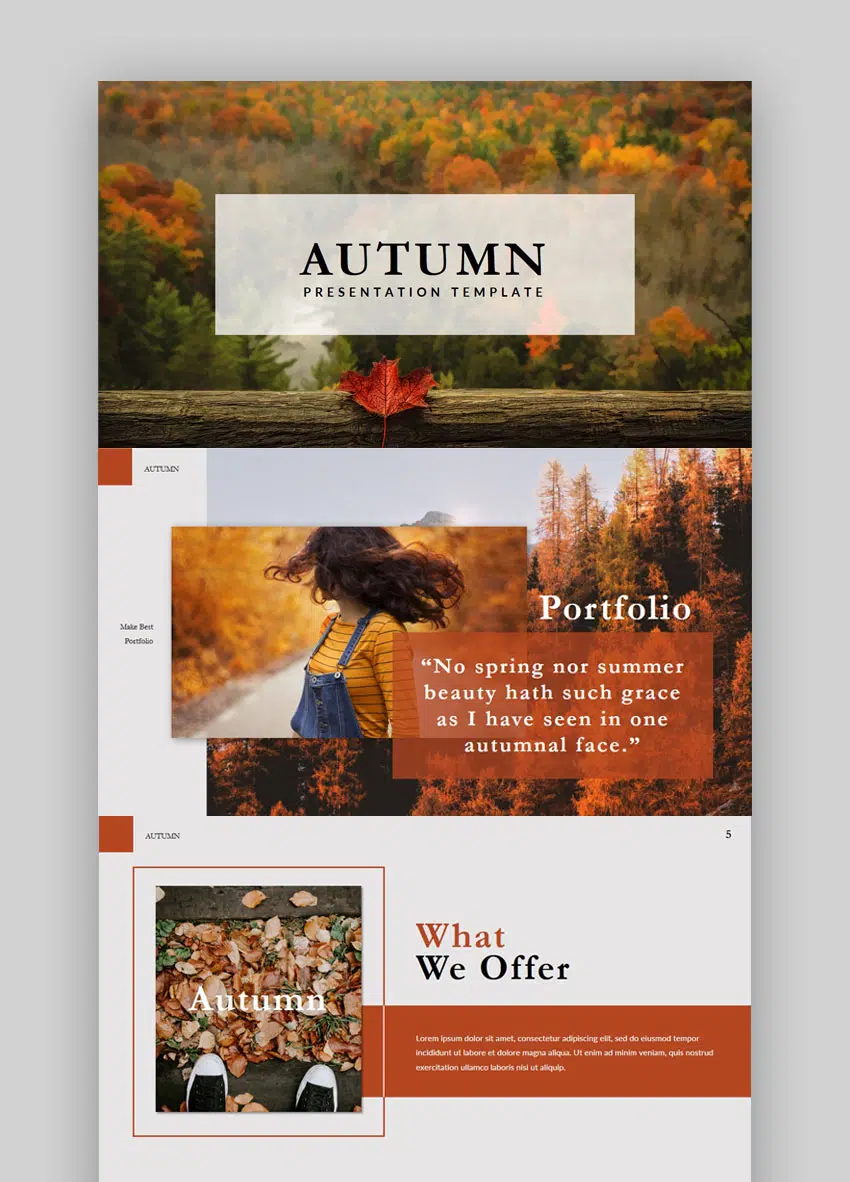 AUTUMN
PRESENTATION TEMPLATE
AUTUMN
Make Best
Portfolio
Portfolio
“No spring nor summer
beauty hath such grace
as I have seen in one
autumnal face.”
AUTUMN
5
Autumn
What
We Offer
Lorem ipsum dolor sit amet, consectetur adipiscing elit, sed do eiusmod tempor
incididunt ut labore et dolore magna aliqua. Ut enim ad minim veniam, quis nostrud
exercitation ullamco laboris nisi ut aliquip.